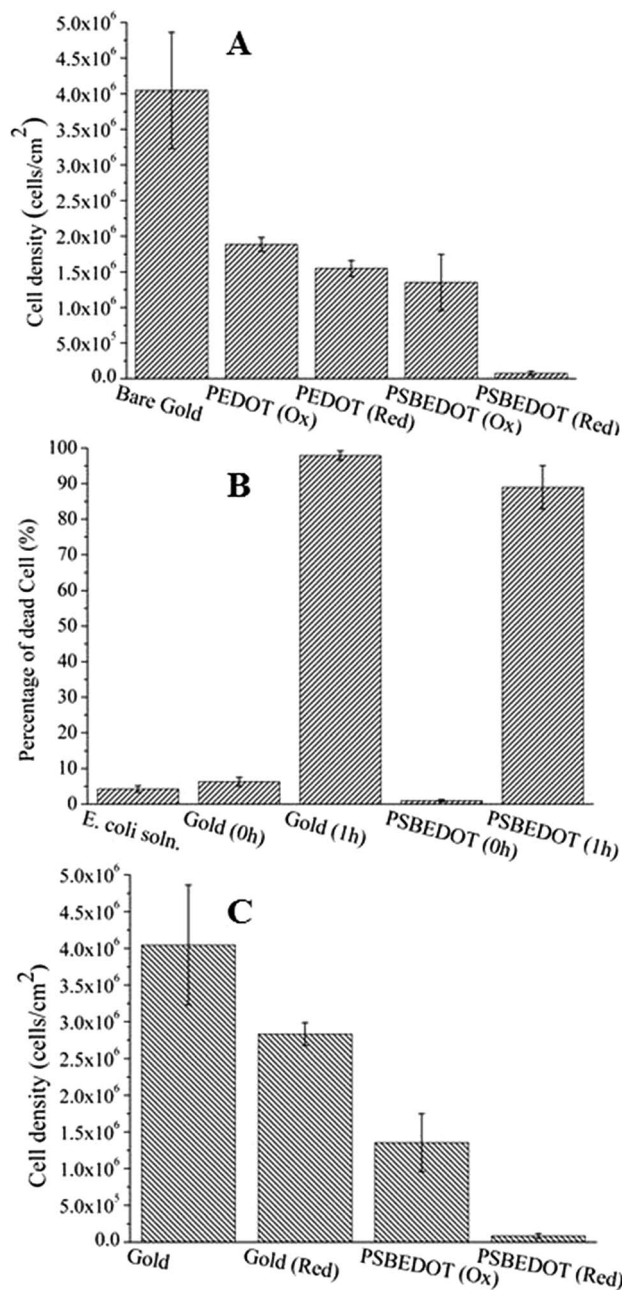 A
Cell density (cells/cm²)
5.0x10⁶
4.5x10⁶
4.0x10⁶
3.5x10⁶
3.0x10⁶
2.5x10⁶
2.0x10⁶
1.5x10⁶
1.0x10⁶
5.0x10⁵
0.0
Bare Gold
PEDOT (Ox)
PEDOT (Red)
PSBEDOT (Ox)
PSBEDOT (Red)
B
Percentage of dead Cell (%)
100
90
80
70
60
50
40
30
20
10
0
E. coli soln.
Gold (0h)
Gold (1h)
PSBEDOT (0h)
PSBEDOT (1h)
C
Cell density (cells/cm²)
5.0x10⁶
4.5x10⁶
4.0x10⁶
3.5x10⁶
3.0x10⁶
2.5x10⁶
2.0x10⁶
1.5x10⁶
1.0x10⁶
5.0x10⁵
0.0
Gold
Gold (Red)
PSBEDOT (Ox)
PSBEDOT (Red)